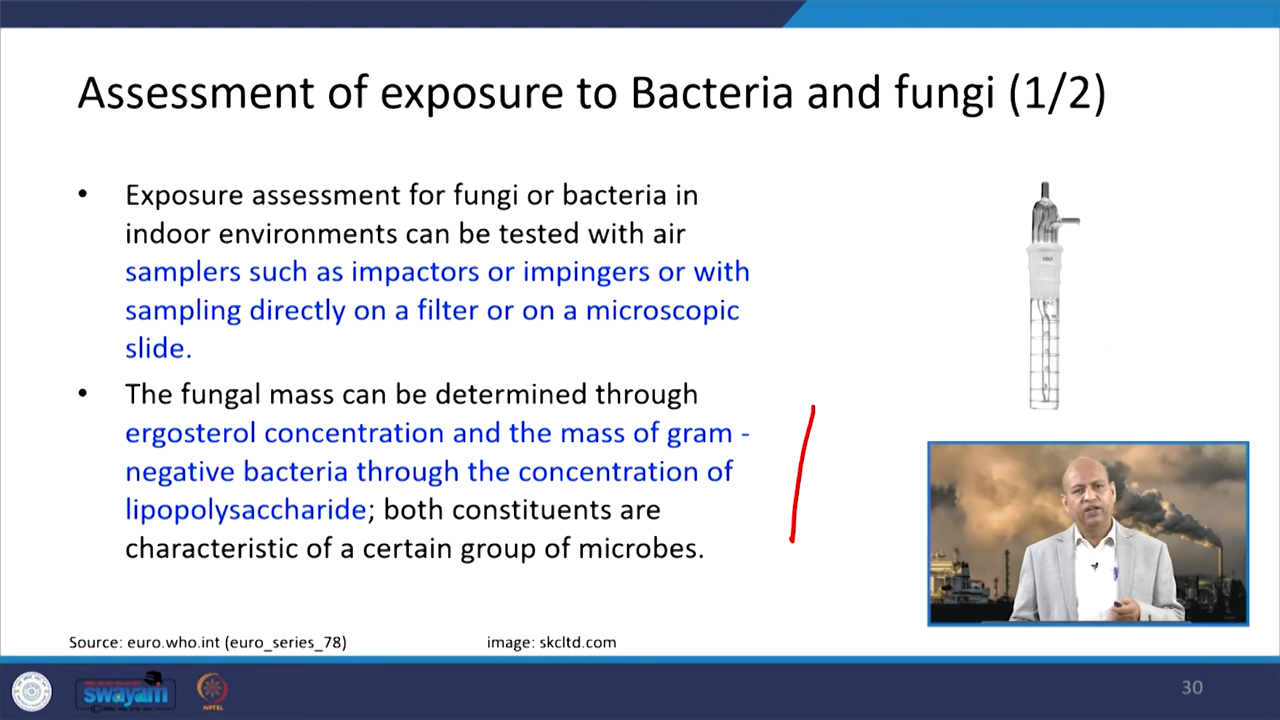 Assessment of exposure to Bacteria and fungi (1/2)
• Exposure assessment for fungi or bacteria in
indoor environments can be tested with air
samplers such as impactors or impingers or with
sampling directly on a filter or on a microscopic
slide.
• The fungal mass can be determined through
ergosterol concentration and the mass of gram -
negative bacteria through the concentration of
lipopolysaccharide; both constituents are
characteristic of a certain group of microbes.
Source: euro.who.int (euro_series_78) image: skcltd.com
swayam
NPTEL
30